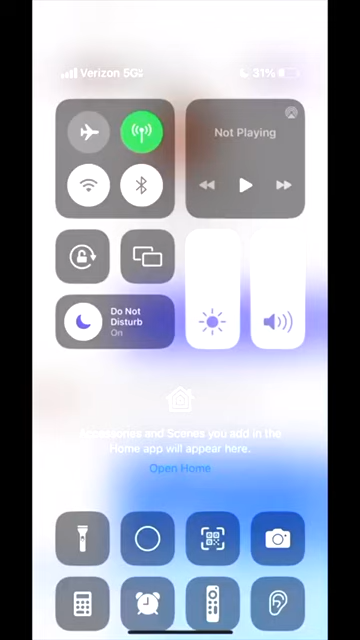 Verizon 5G
31%
Not Playing
Do Not
Disturb
On
Accessories and Scenes you add in the
Home app will appear here.
Open Home